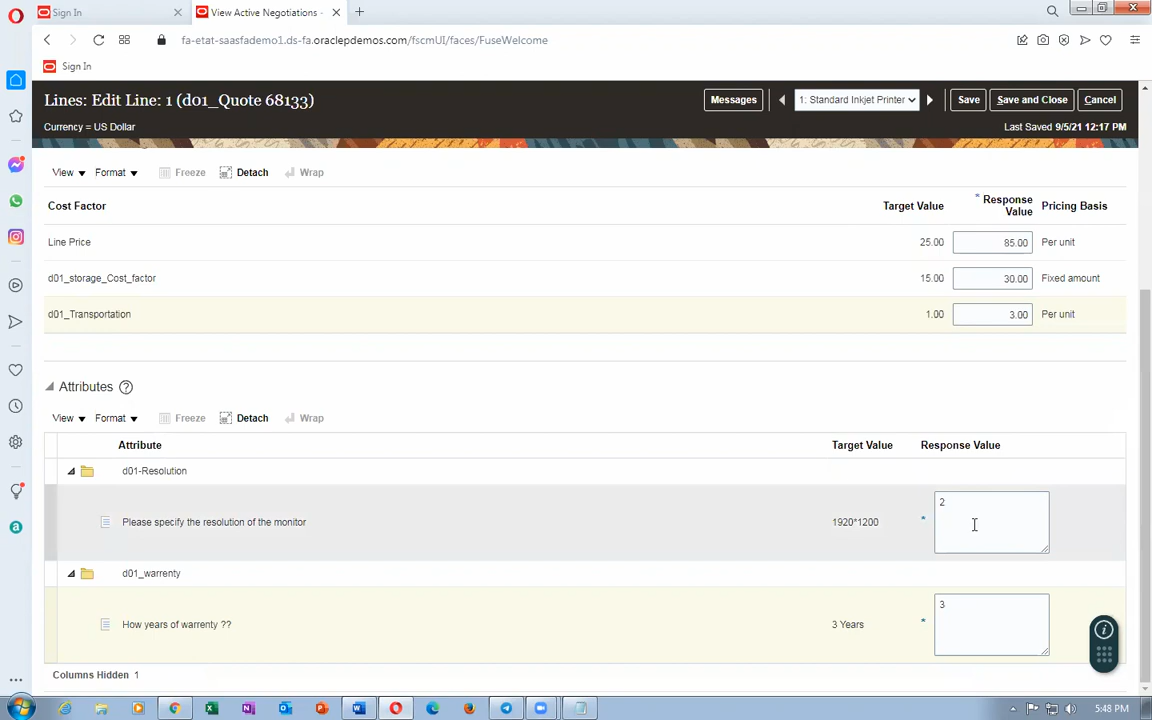 Sign In
View Active Negotiations -
fa-etat-saasfademo1.ds-fa.oraclepdemos.com/fscmUI/faces/FuseWelcome
Sign In
Lines: Edit Line: 1 (d01_Quote 68133)
Messages
1: Standard Inkjet Printer
Save
Save and Close
Cancel
Currency = US Dollar
Last Saved 9/5/21 12:17 PM
View
Format
Freeze
Detach
Wrap
Cost Factor
Target Value
* Response Value
Pricing Basis
Line Price
25.00
85.00
Per unit
d01_storage_Cost_factor
15.00
30.00
Fixed amount
d01_Transportation
1.00
3.00
Per unit
Attributes
View
Format
Freeze
Detach
Wrap
Attribute
Target Value
Response Value
d01-Resolution
Please specify the resolution of the monitor
1920*1200
* 2
d01_warrenty
How years of warrenty ??
3 Years
* 3
Columns Hidden 1
5:48 PM